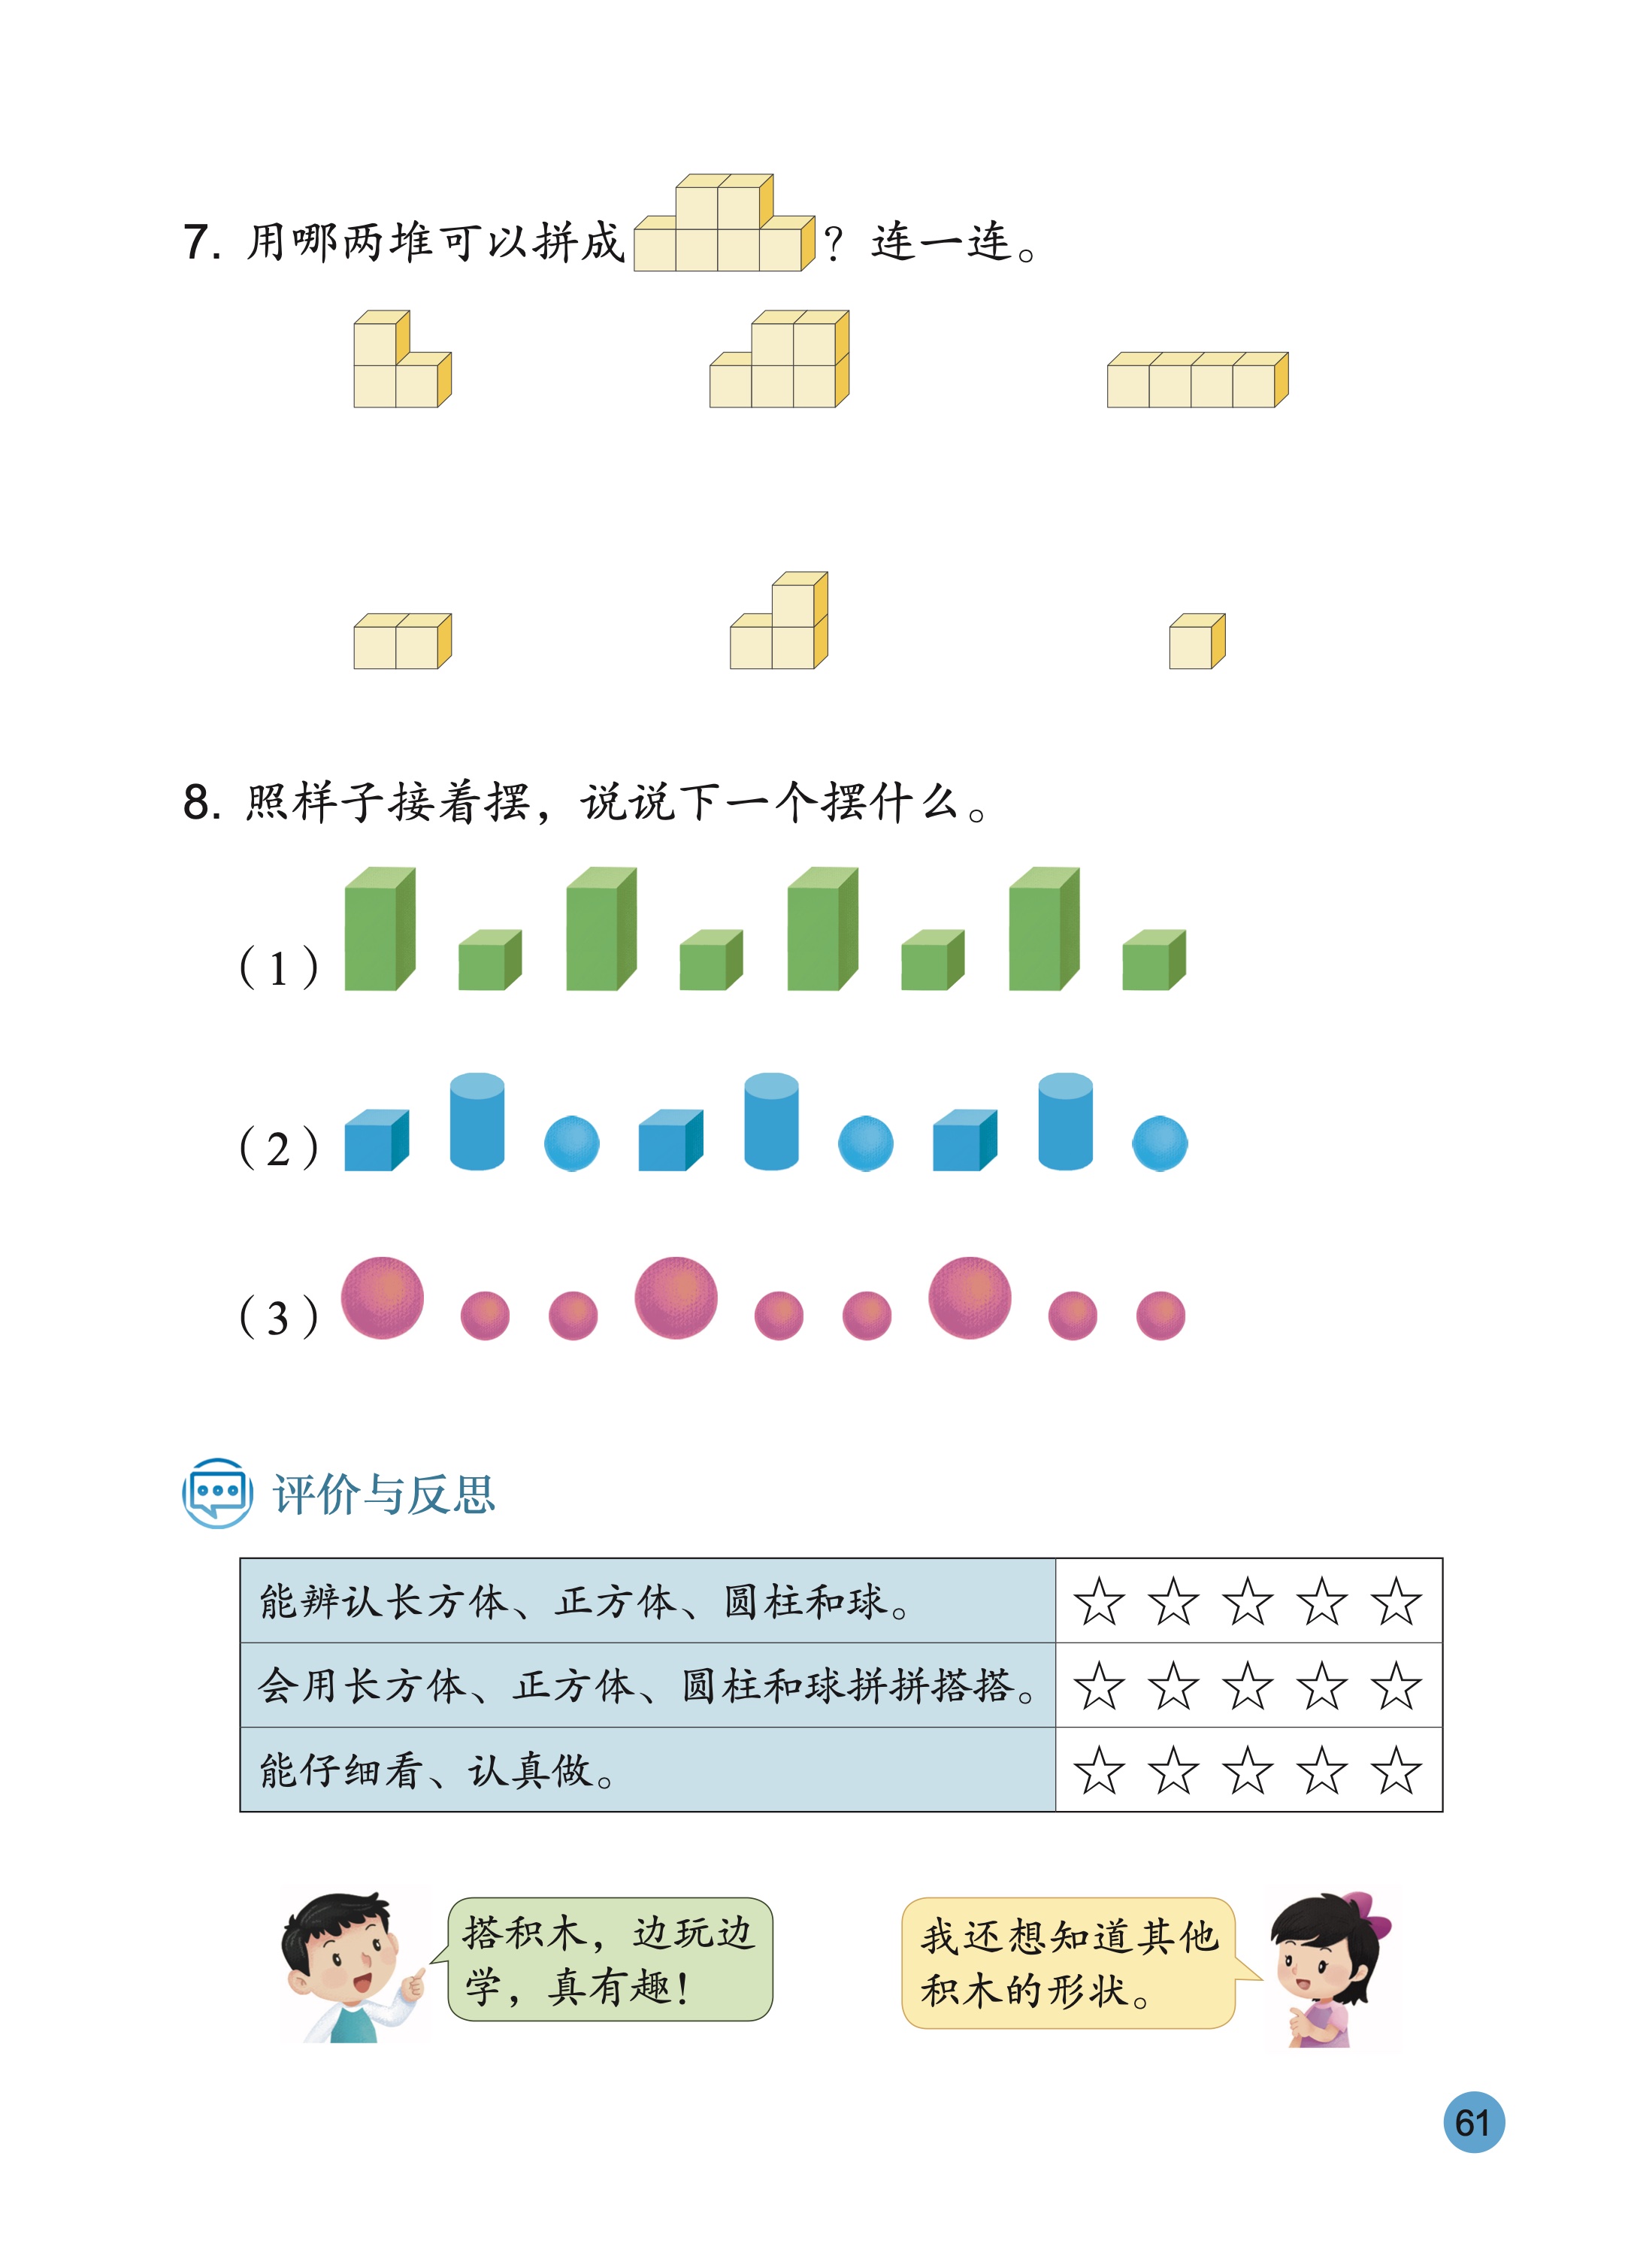 7. 用哪两堆可以拼成？连一连。
8. 照样子接着摆，说说下一个摆什么。
（1）
（2）
（3）
评价与反思
能辨认长方体、正方体、圆柱和球。
会用长方体、正方体、圆柱和球拼拼搭搭。
能仔细看、认真做。
搭积木，边玩边
学，真有趣！
我还想知道其他
积木的形状。
61